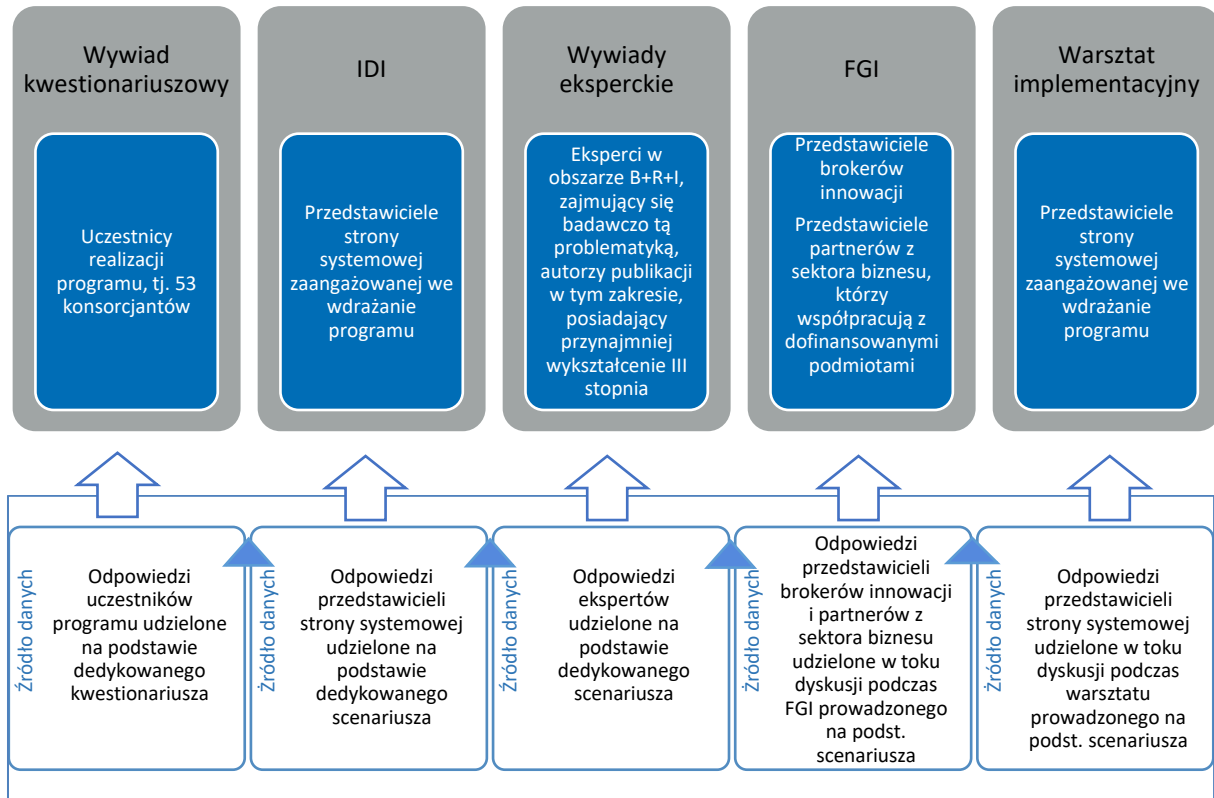 Wywiad
kwestionariuszowy
Uczestnicy
realizacji
programu, tj. 53
konsorcjantów
IDI
Przedstawiciele
strony
systemowej
zaangażowanej we
wdrażanie
programu
Wywiady
eksperckie
Eksperci w
obszarze B+R+I,
zajmujący się
badawczo tą
problematyką,
autorzy publikacji
w tym zakresie,
posiadający
przynajmniej
wykształcenie III
stopnia
FGI
Przedstawiciele
brokerów
innowacji
Przedstawiciele
partnerów z
sektora biznesu,
którzy
współpracują z
dofinansowanymi
podmiotami
Warsztat
implementacyjny
Przedstawiciele
strony
systemowej
zaangażowanej we
wdrażanie
programu
Źródło danych
Odpowiedzi
uczestników
programu udzielone
na podstawie
dedykowanego
kwestionariusza
Źródło danych
Odpowiedzi
przedstawicieli
strony systemowej
udzielone na
podstawie
dedykowanego
scenariusza
Źródło danych
Odpowiedzi
ekspertów
udzielone na
podstawie
dedykowanego
scenariusza
Źródło danych
Odpowiedzi
przedstawicieli
brokerów innowacji
i partnerów z
sektora biznesu
udzielone w toku
dyskusji podczas
FGI prowadzonego
na podst.
scenariusza
Źródło danych
Odpowiedzi
przedstawicieli
strony systemowej
udzielone w toku
dyskusji podczas
warsztatu
prowadzonego na
podst. scenariusza